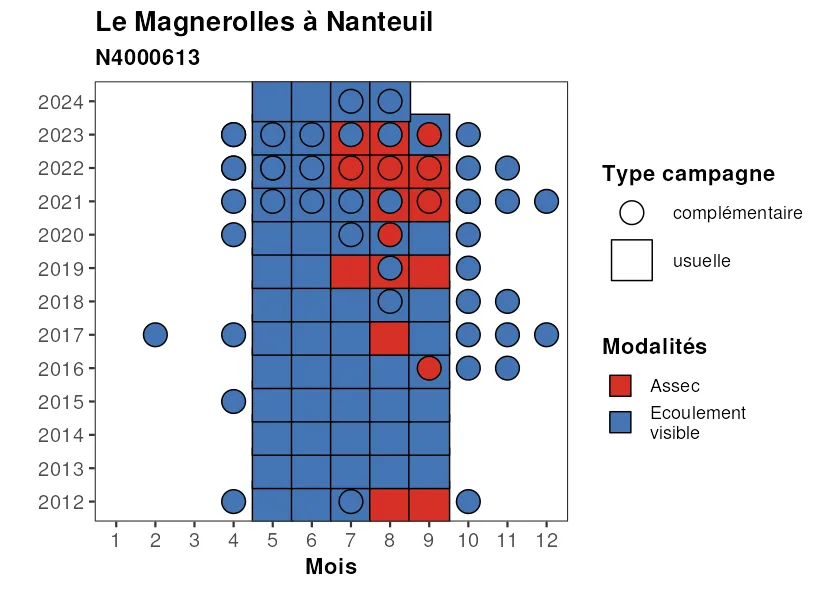 Le Magnerolles à Nanteuil
N4000613
2024
2023
2022
2021
2020
2019
2018
2017
2016
2015
2014
2013
2012
1 2 3 4 5 6 7 8 9 10 11 12
Mois
Type campagne
complémentaire
usuelle
Modalités
Assec
Ecoulement
visible